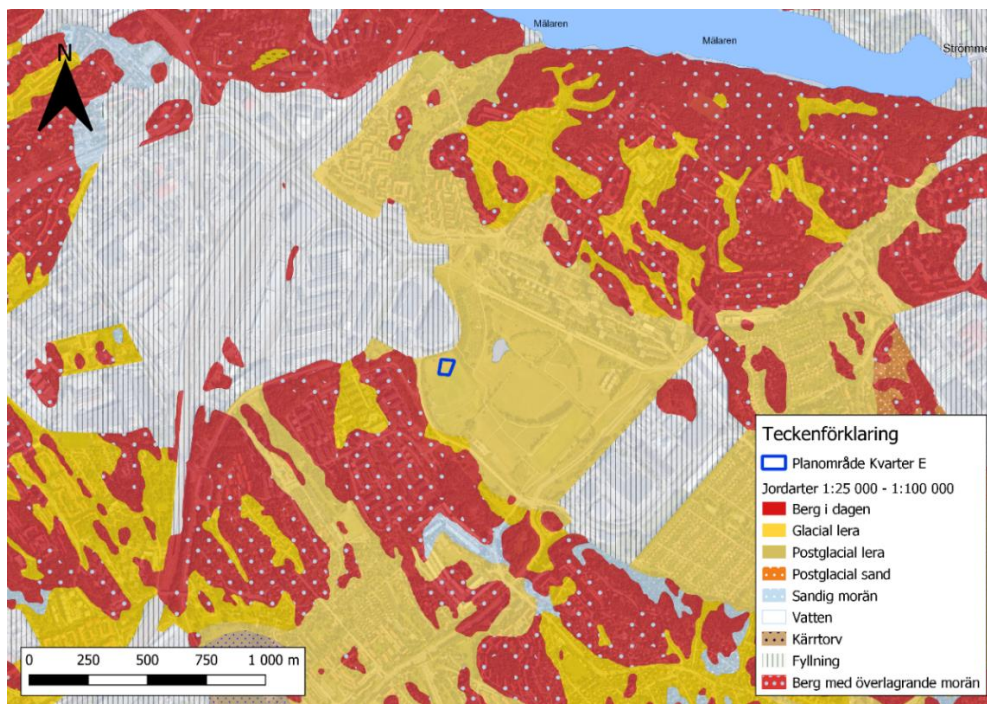 Mälaren
Mälaren
Strömme
N
Teckenförklaring
Planområde Kvarter E
Jordarter 1:25 000 - 1:100 000
Berg i dagen
Glacial lera
Postglacial lera
Postglacial sand
Sandig morän
Vatten
Kärrtorv
Fyllning
Berg med överlagrande morän
0 250 500 750 1 000 m